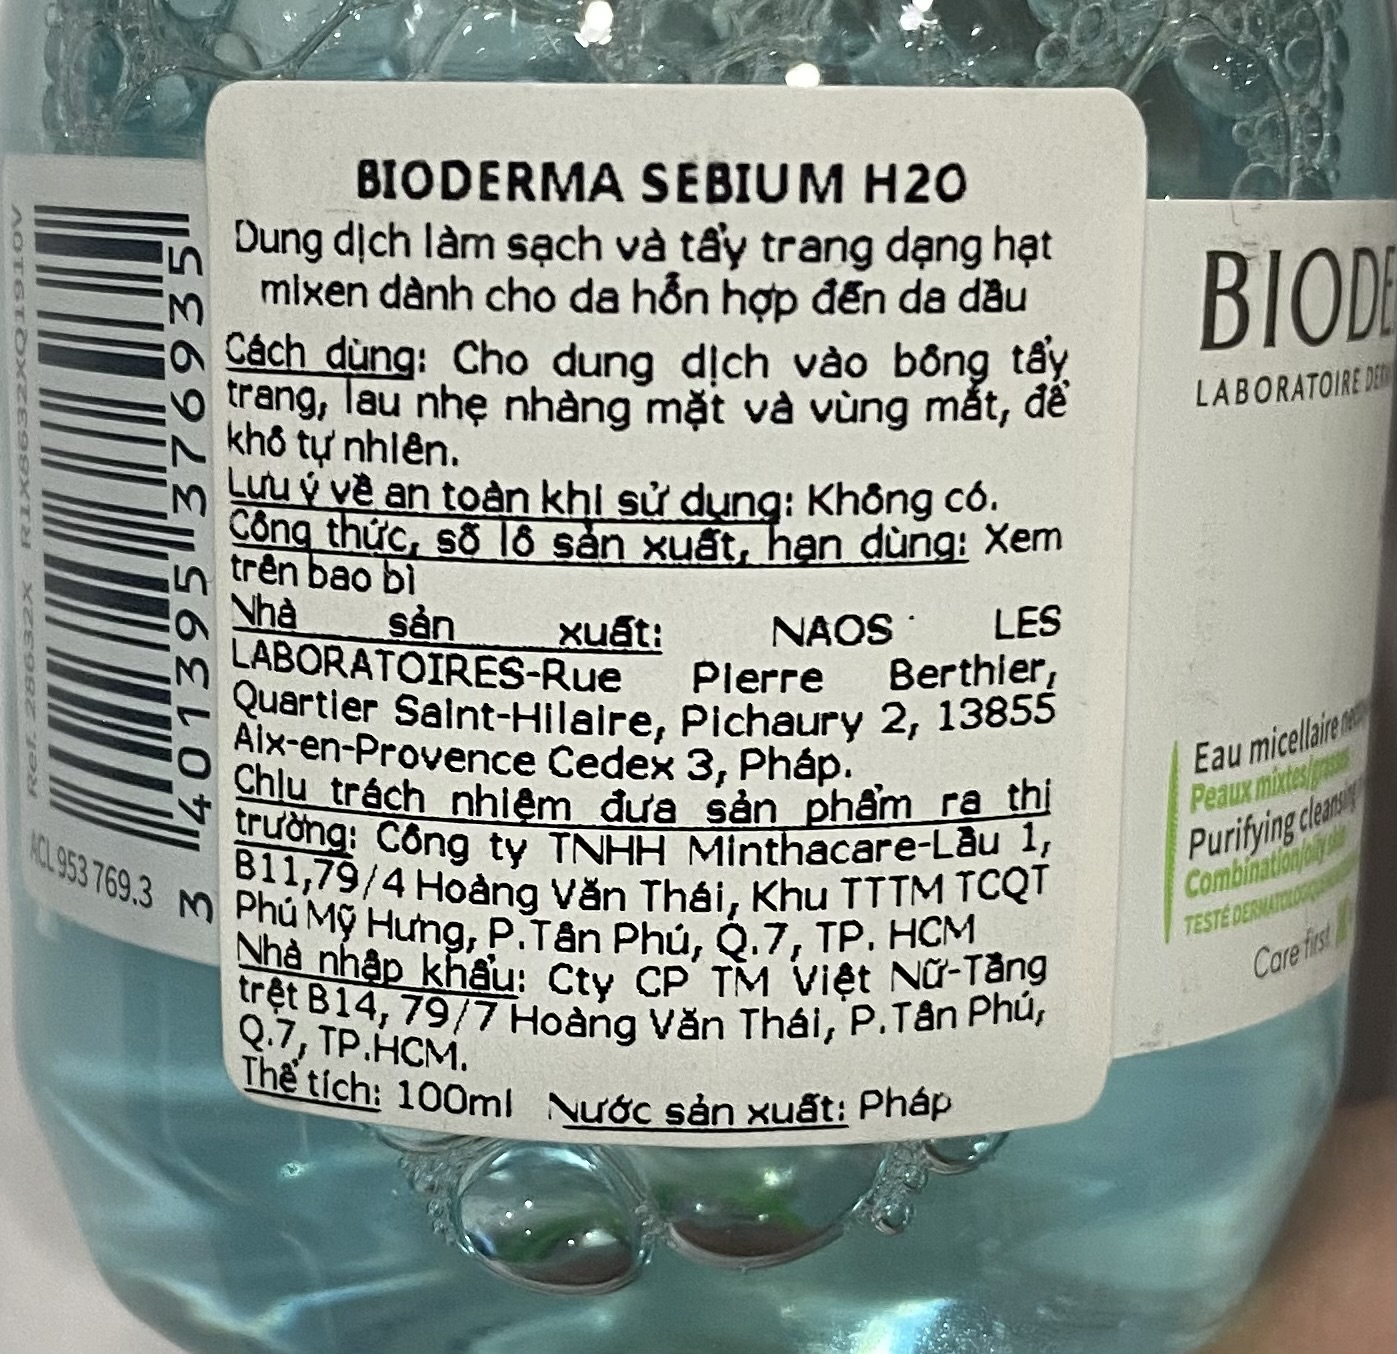 BIODERMA SEBIUM H2O
Dung dịch làm sạch và tẩy trang dạng hạt
mixen dành cho da hỗn hợp đến da dầu
Cách dùng: Cho dung dịch vào bông tẩy
trang, lau nhẹ nhàng mặt và vùng mắt, để
khô tự nhiên.
Lưu ý về an toàn khi sử dụng: Không có.
Công thức, số lô sản xuất, hạn dùng: Xem
trên bao bì
Nhà sản xuất: NAOS LES
LABORATOIRES-Rue Pierre Berthier,
Quartier Saint-Hilaire, Pichaury 2, 13855
Aix-en-Provence Cedex 3, Pháp.
Chịu trách nhiệm đưa sản phẩm ra thị
trường: Công ty TNHH Minthacare-Lầu 1,
B11,79/4 Hoàng Văn Thái, Khu TTTM TCQT
Phú Mỹ Hưng, P.Tân Phú, Q.7, TP. HCM
Nhà nhập khẩu: Cty CP TM Việt Nữ-Tầng
trệt B14, 79/7 Hoàng Văn Thái, P.Tân Phú,
Q.7, TP.HCM.
Thể tích: 100ml Nước sản xuất: Pháp
3 401395 376935
Ref. 28632X R1X8632XQ1910V
ACL 953 769.3
BIODE
LABORATOIRE
Eau micellaire
Peaux mixtes/grasses
Purifying cleansing
Combination/oily skin
TESTÉ
Care first